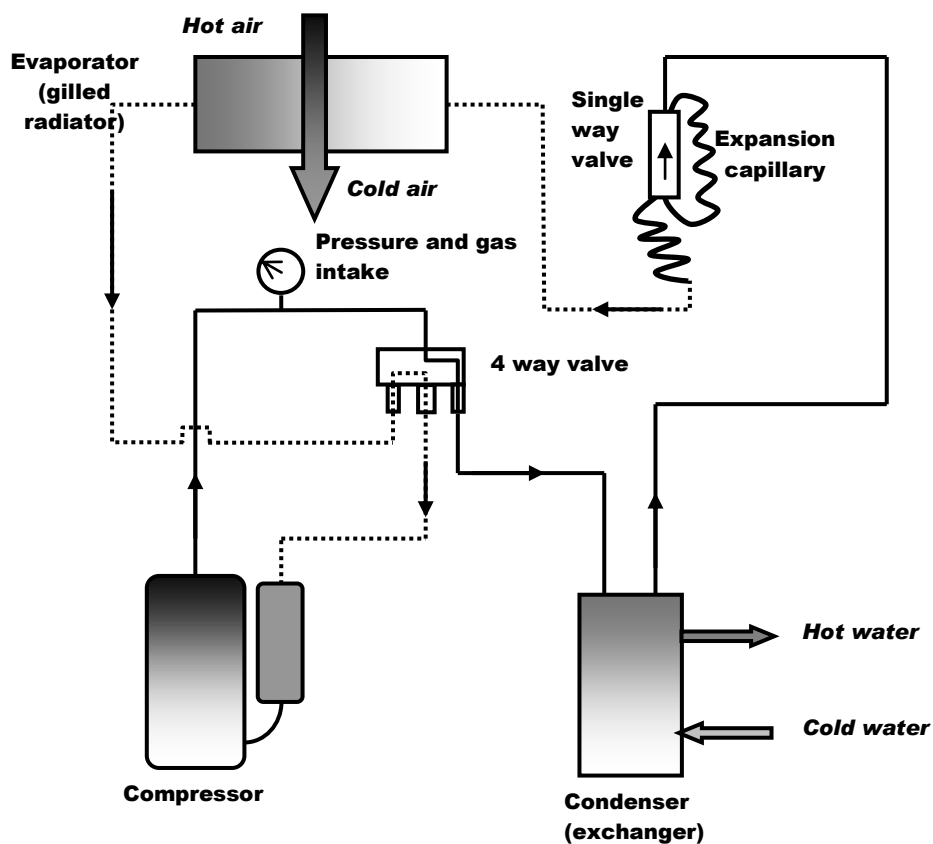 Hot air
Evaporator
(gilled
radiator)
Cold air
Single
way
valve
Expansion
capillary
Pressure and gas
intake
4 way valve
Compressor
Hot water
Cold water
Condenser
(exchanger)